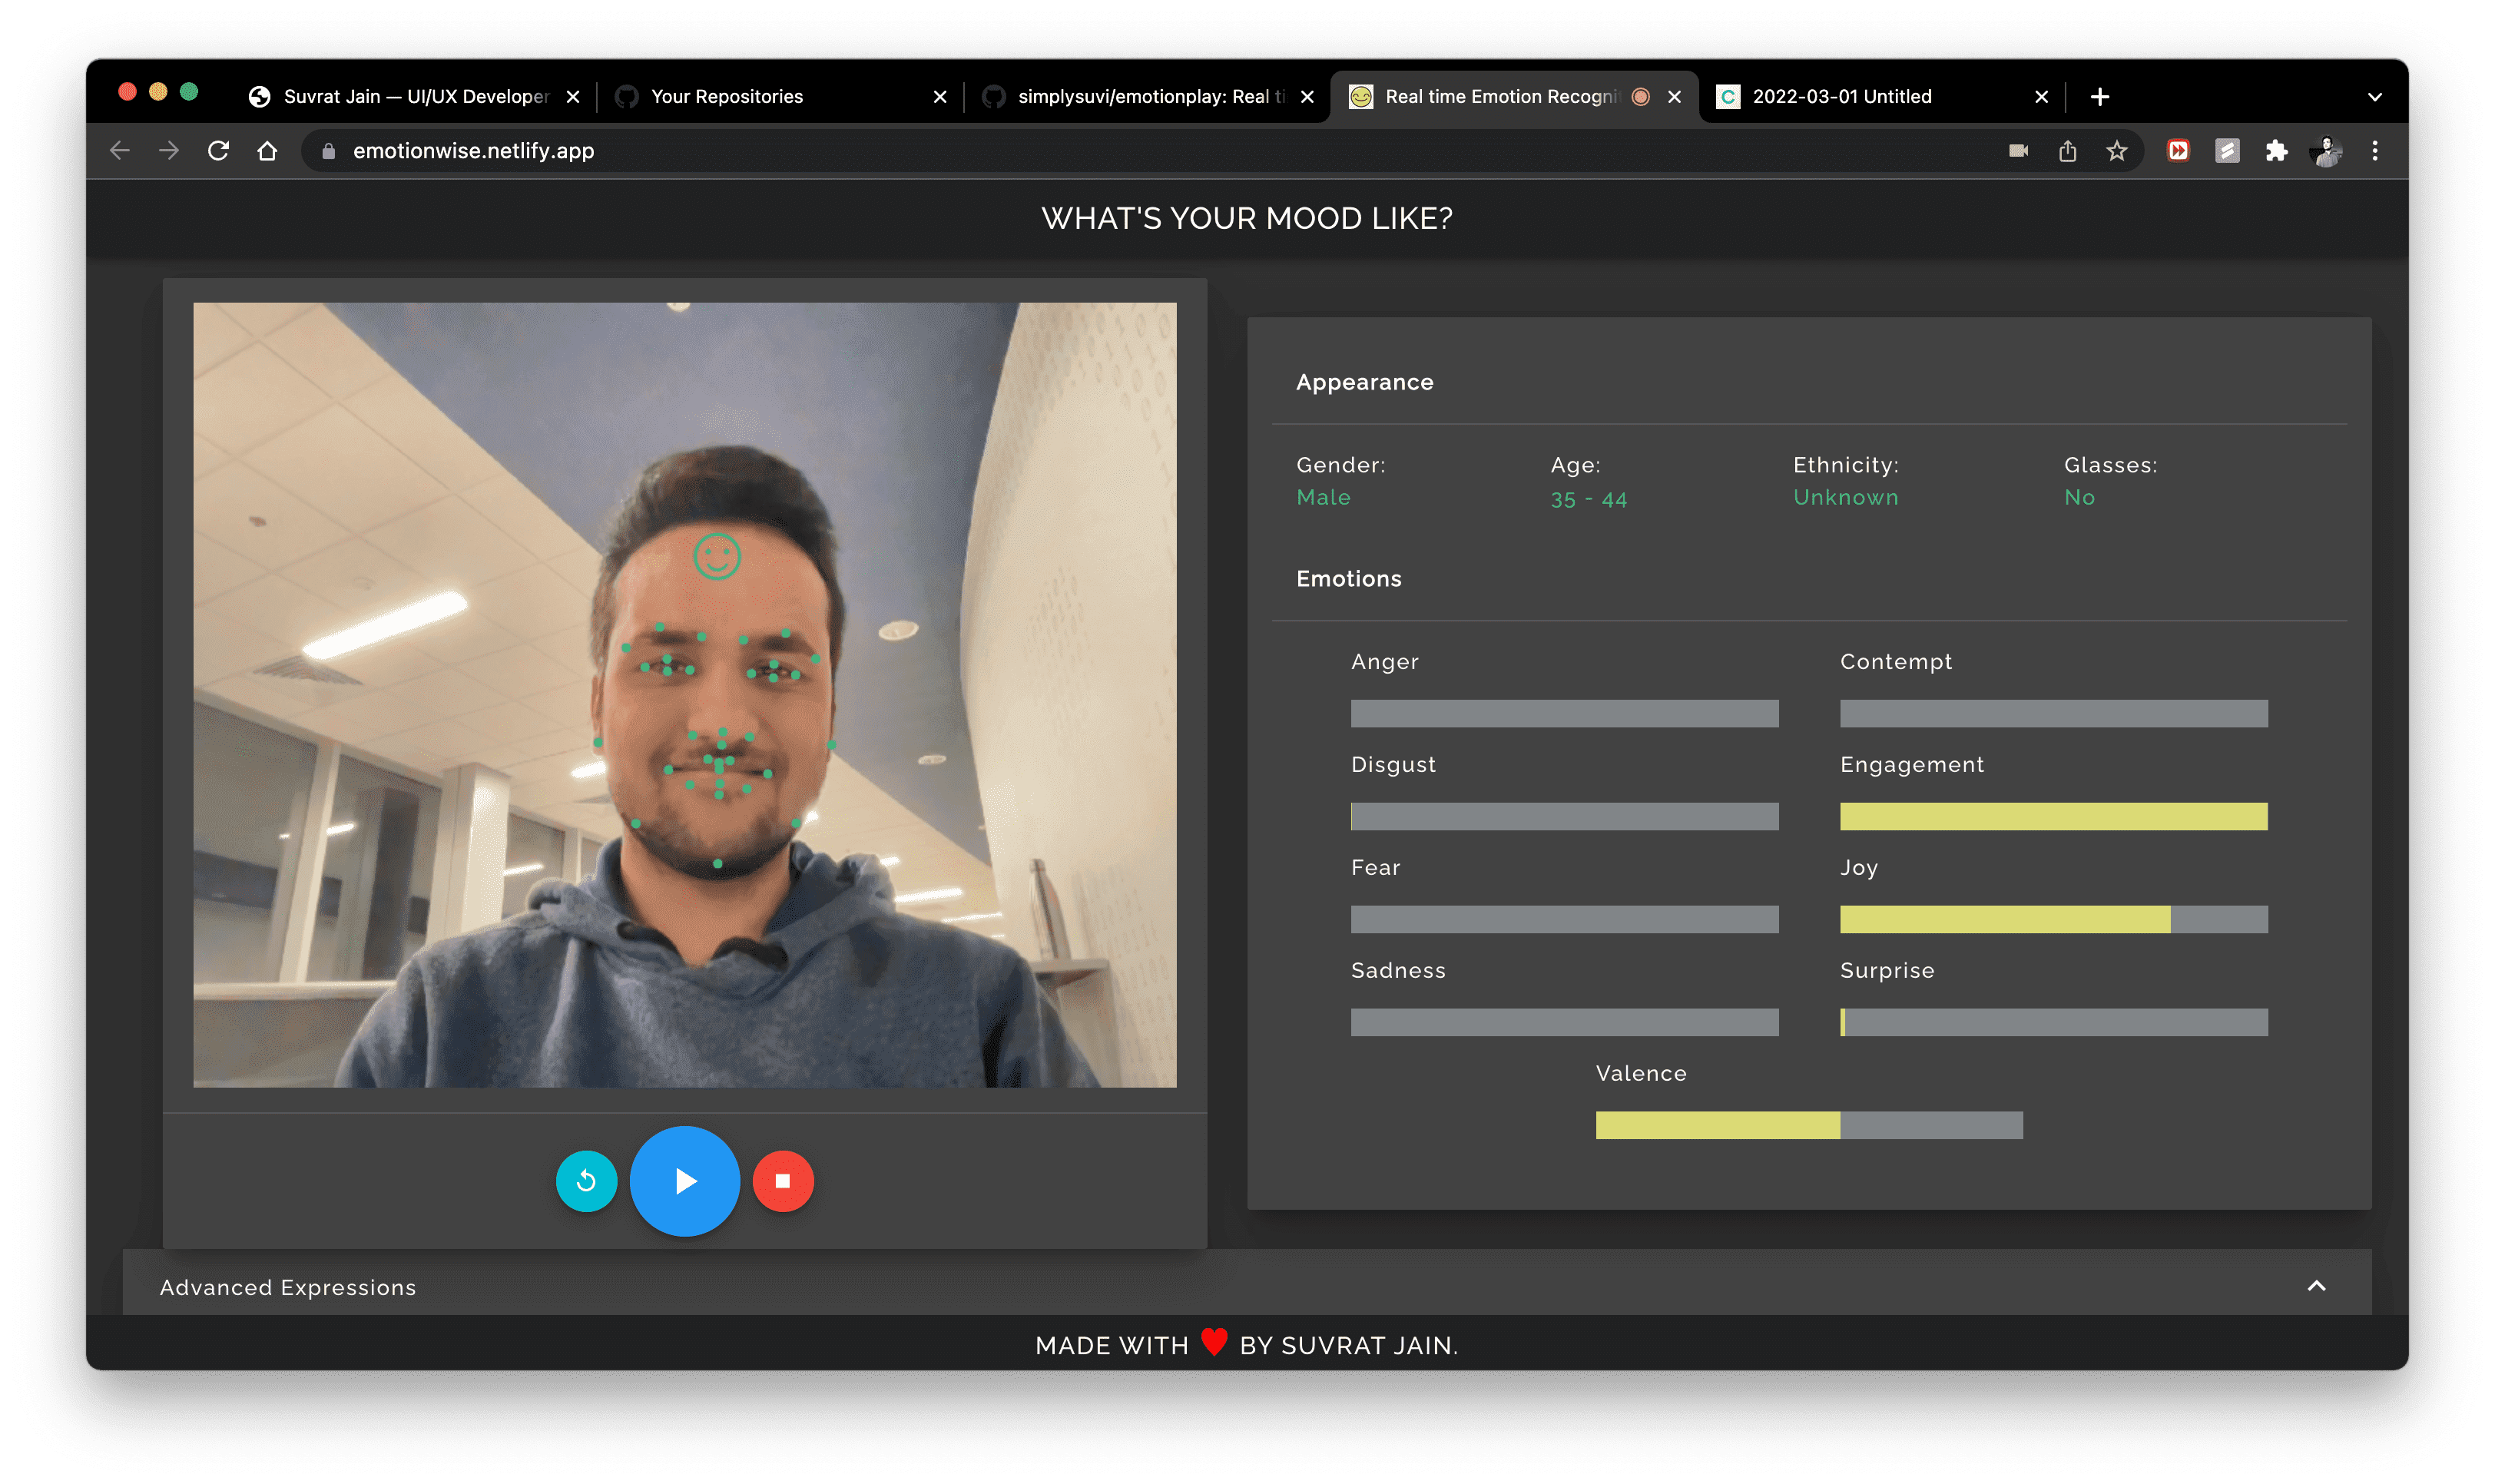 Suvrat Jain — UI/UX Developer
Your Repositories
simplysuvi/emotionplay: Real ti
Real time Emotion Recogni
2022-03-01 Untitled
emotionwise.netlify.app
WHAT'S YOUR MOOD LIKE?
Appearance
Gender: Age: Ethnicity: Glasses:
Male 35 - 44 Unknown No
Emotions
Anger Contempt
Disgust Engagement
Fear Joy
Sadness Surprise
Valence
Advanced Expressions
MADE WITH ❤ BY SUVRAT JAIN.